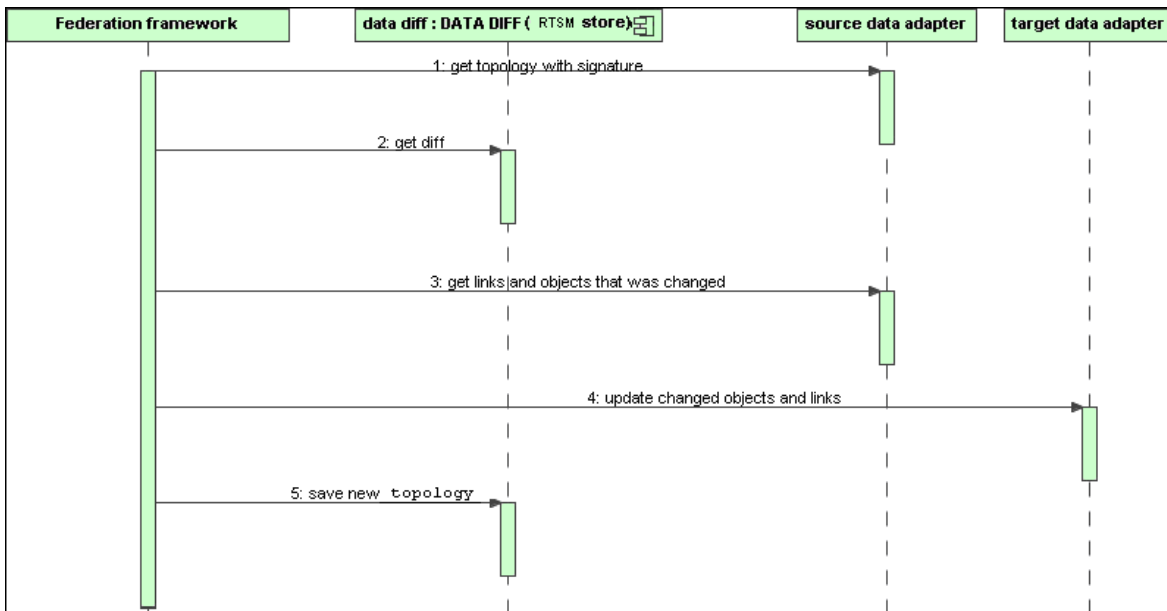 Federation framework
data diff : DATA DIFF ( RTSM store)
source data adapter
target data adapter
1: get topology with signature
2: get diff
3: get links and objects that was changed
4: update changed objects and links
5: save new topology